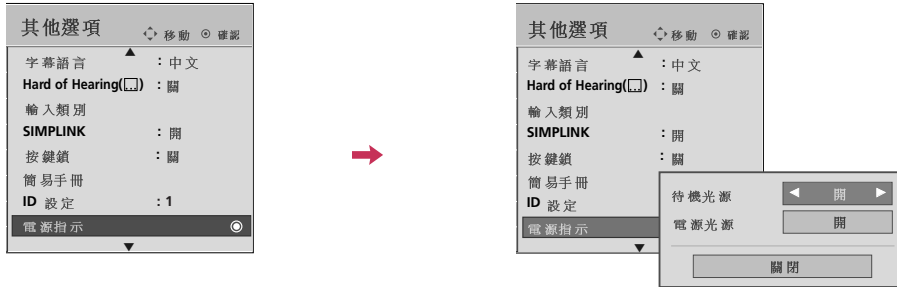 其他選項 移動 ⊙ 確認
字幕語言 : 中文
Hard of Hearing( ) : 關
輸入類別
SIMPLINK : 開
按鍵鎖 : 關
簡易手冊
ID 設定 : 1
電源指示
其他選項 移動 ⊙ 確認
字幕語言 : 中文
Hard of Hearing( ) : 關
輸入類別
SIMPLINK : 開
按鍵鎖 : 關
簡易手冊
ID 設定
電源指示
待機光源 ◀ 開 ▶
電源光源 開
關閉